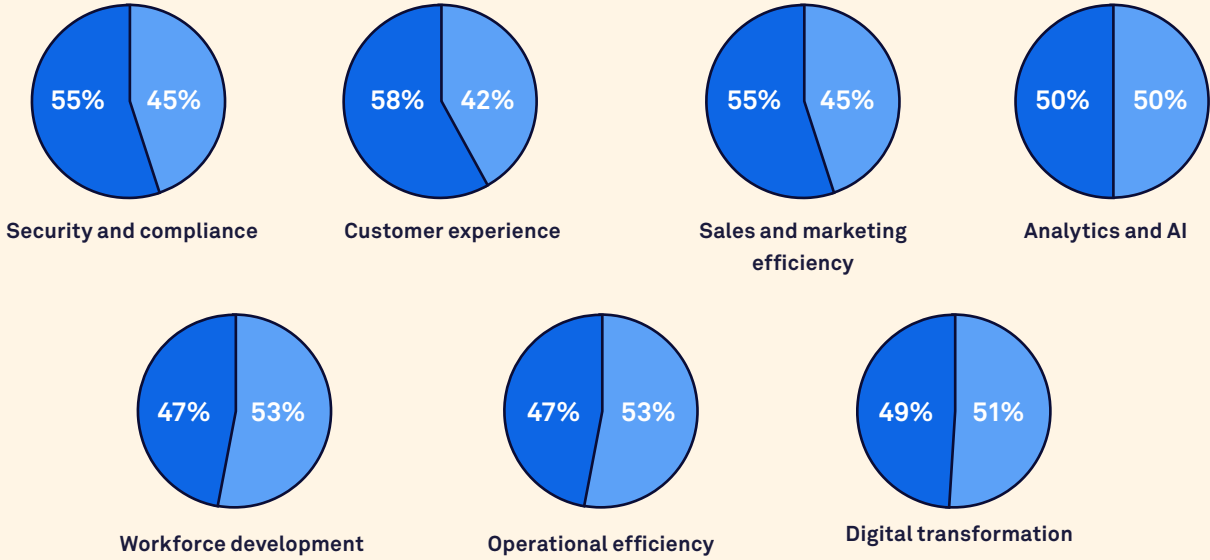 55% 45%
58% 42%
55% 45%
50% 50%
Security and compliance
Customer experience
Sales and marketing
efficiency
Analytics and AI
47% 53%
47% 53%
49% 51%
Workforce development
Operational efficiency
Digital transformation